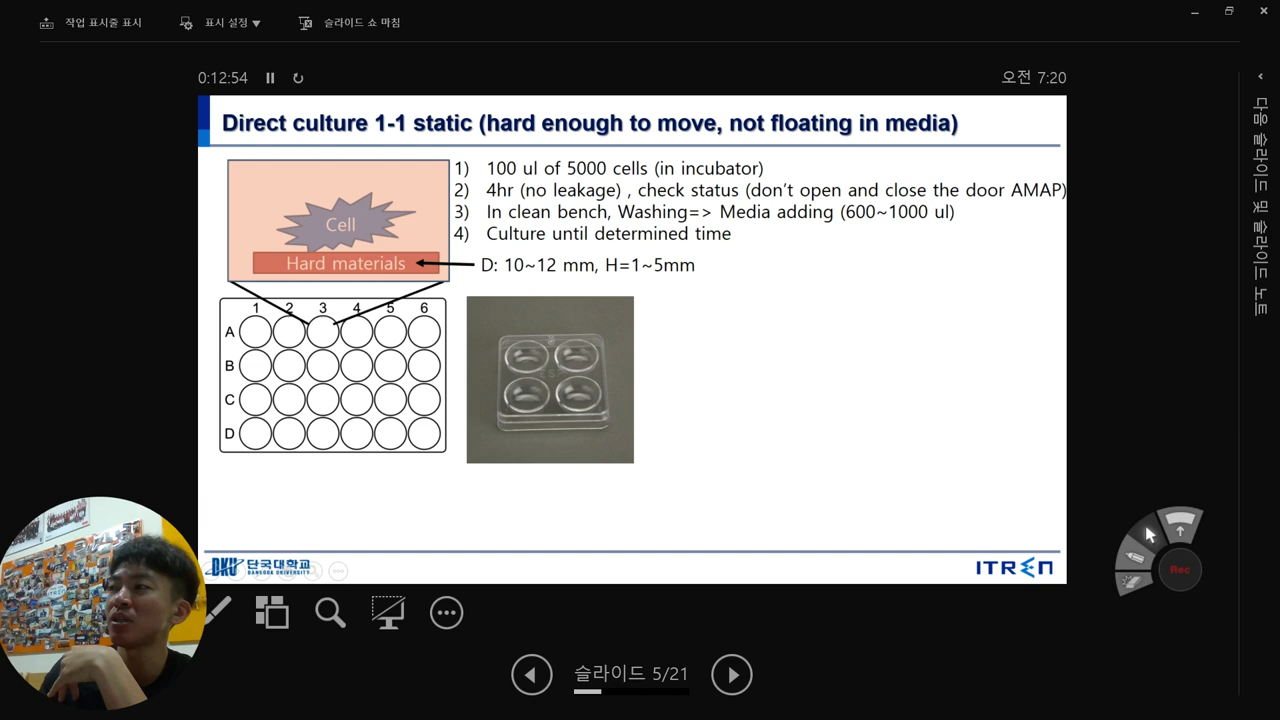 작업 표시줄 표시
표시 설정 ▼
슬라이드 쇼 마침
0:12:54
오전 7:20
다음 슬라이드 및 슬라이드 노트
Direct culture 1-1 static (hard enough to move, not floating in media)
1) 100 ul of 5000 cells (in incubator)
2) 4hr (no leakage) , check status (don't open and close the door AMAP)
3) In clean bench, Washing=> Media adding (600~1000 ul)
4) Culture until determined time
Cell
Hard materials
D: 10~12 mm, H=1~5mm
1 2 3 4 5 6
A
B
C
D
DKU 단국대학교
DANKOOK UNIVERSITY
ITREN
Rec
슬라이드 5/21